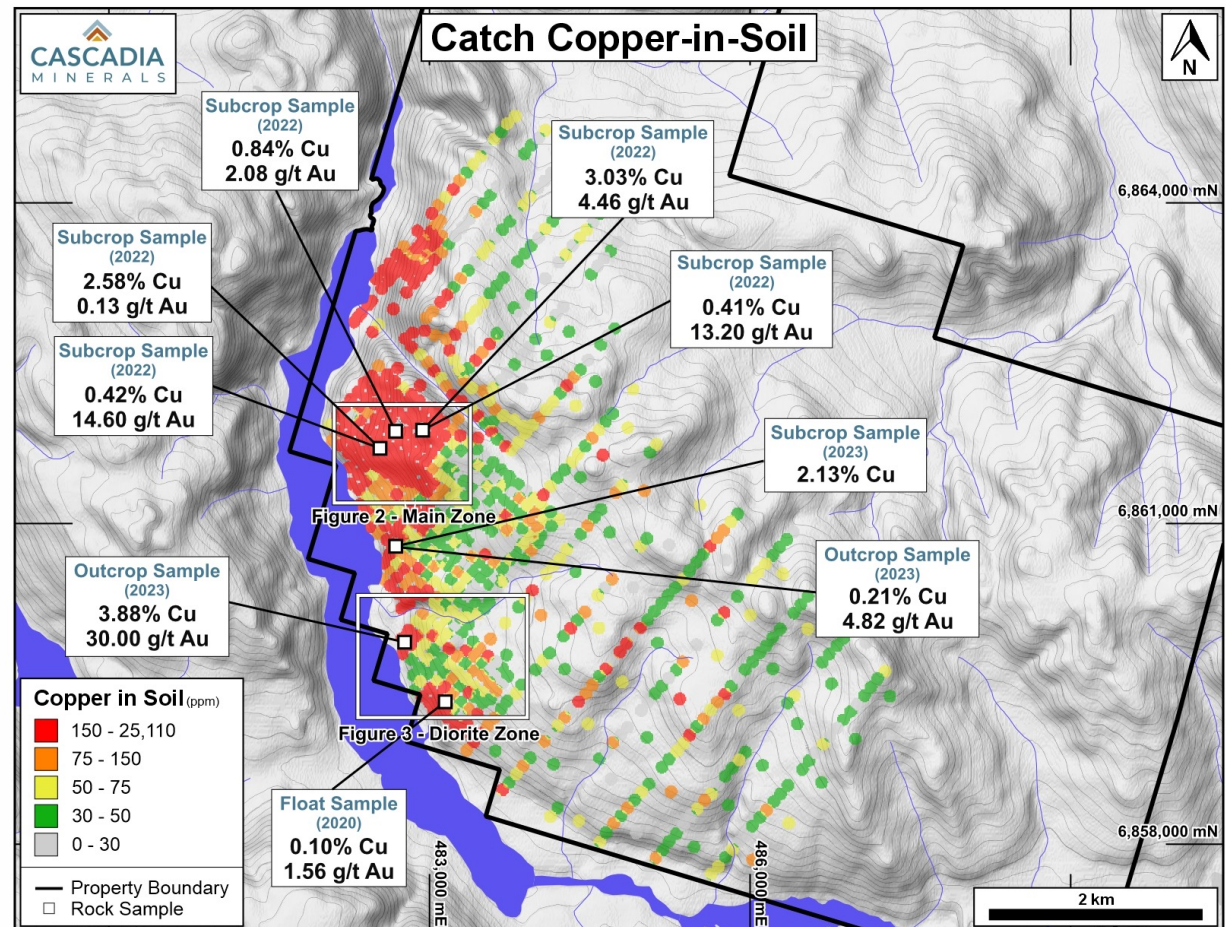 CASCADIA
MINERALS
Catch Copper-in-Soil
N
Subcrop Sample
(2022)
0.84% Cu
2.08 g/t Au
Subcrop Sample
(2022)
3.03% Cu
4.46 g/t Au
6,864,000 mN
Subcrop Sample
(2022)
2.58% Cu
0.13 g/t Au
Subcrop Sample
(2022)
0.41% Cu
13.20 g/t Au
Subcrop Sample
(2022)
0.42% Cu
14.60 g/t Au
Subcrop Sample
(2023)
2.13% Cu
Figure 2 - Main Zone
6,861,000 mN
Outcrop Sample
(2023)
0.21% Cu
4.82 g/t Au
Outcrop Sample
(2023)
3.88% Cu
30.00 g/t Au
Figure 3 - Diorite Zone
Float Sample
(2020)
0.10% Cu
1.56 g/t Au
6,858,000 mN
483,000 mE
486,000 mE
Copper in Soil (ppm)
150 - 25,110
75 - 150
50 - 75
30 - 50
0 - 30
Property Boundary
Rock Sample
2 km